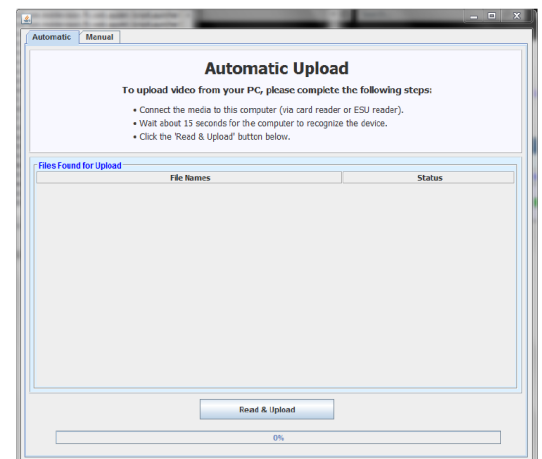 Automatic Manual
Automatic Upload
To upload video from your PC, please complete the following steps:
• Connect the media to this computer (via card reader or ESU reader).
• Wait about 15 seconds for the computer to recognize the device.
• Click the 'Read & Upload' button below.
Files Found for Upload
File Names Status
Read & Upload
0%